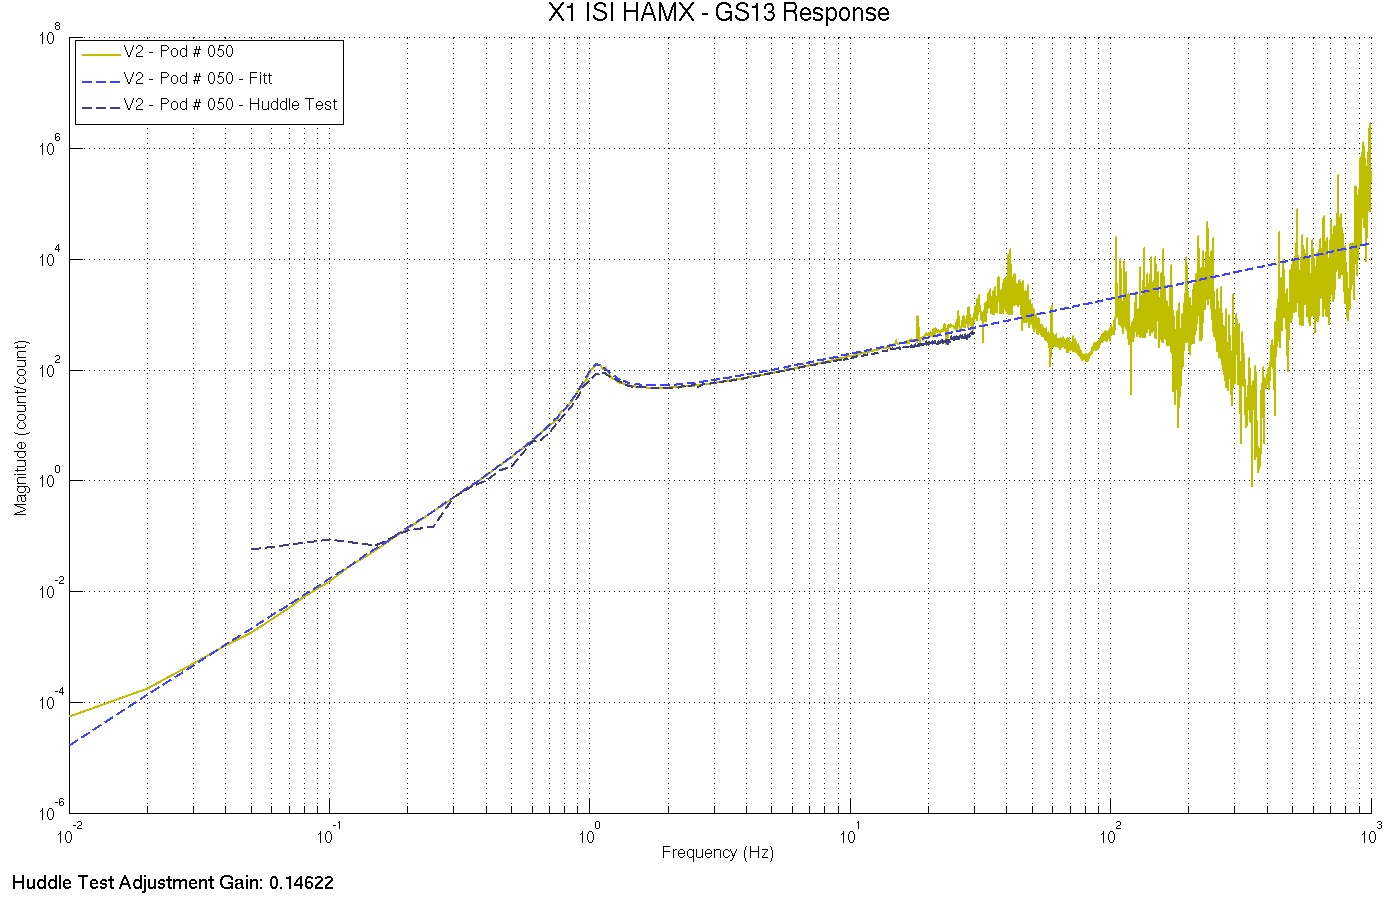 X1 ISI HAMX - GS13 Response
V2 - Pod # 050
V2 - Pod # 050 - Fitt
V2 - Pod # 050 - Huddle Test
10^8
10^6
10^4
10^2
10^0
10^-2
10^-4
10^-6
Magnitude (count/count)
10^-2 10^-1 10^0 10^1 10^2 10^3
Frequency (Hz)
Huddle Test Adjustment Gain: 0.14622